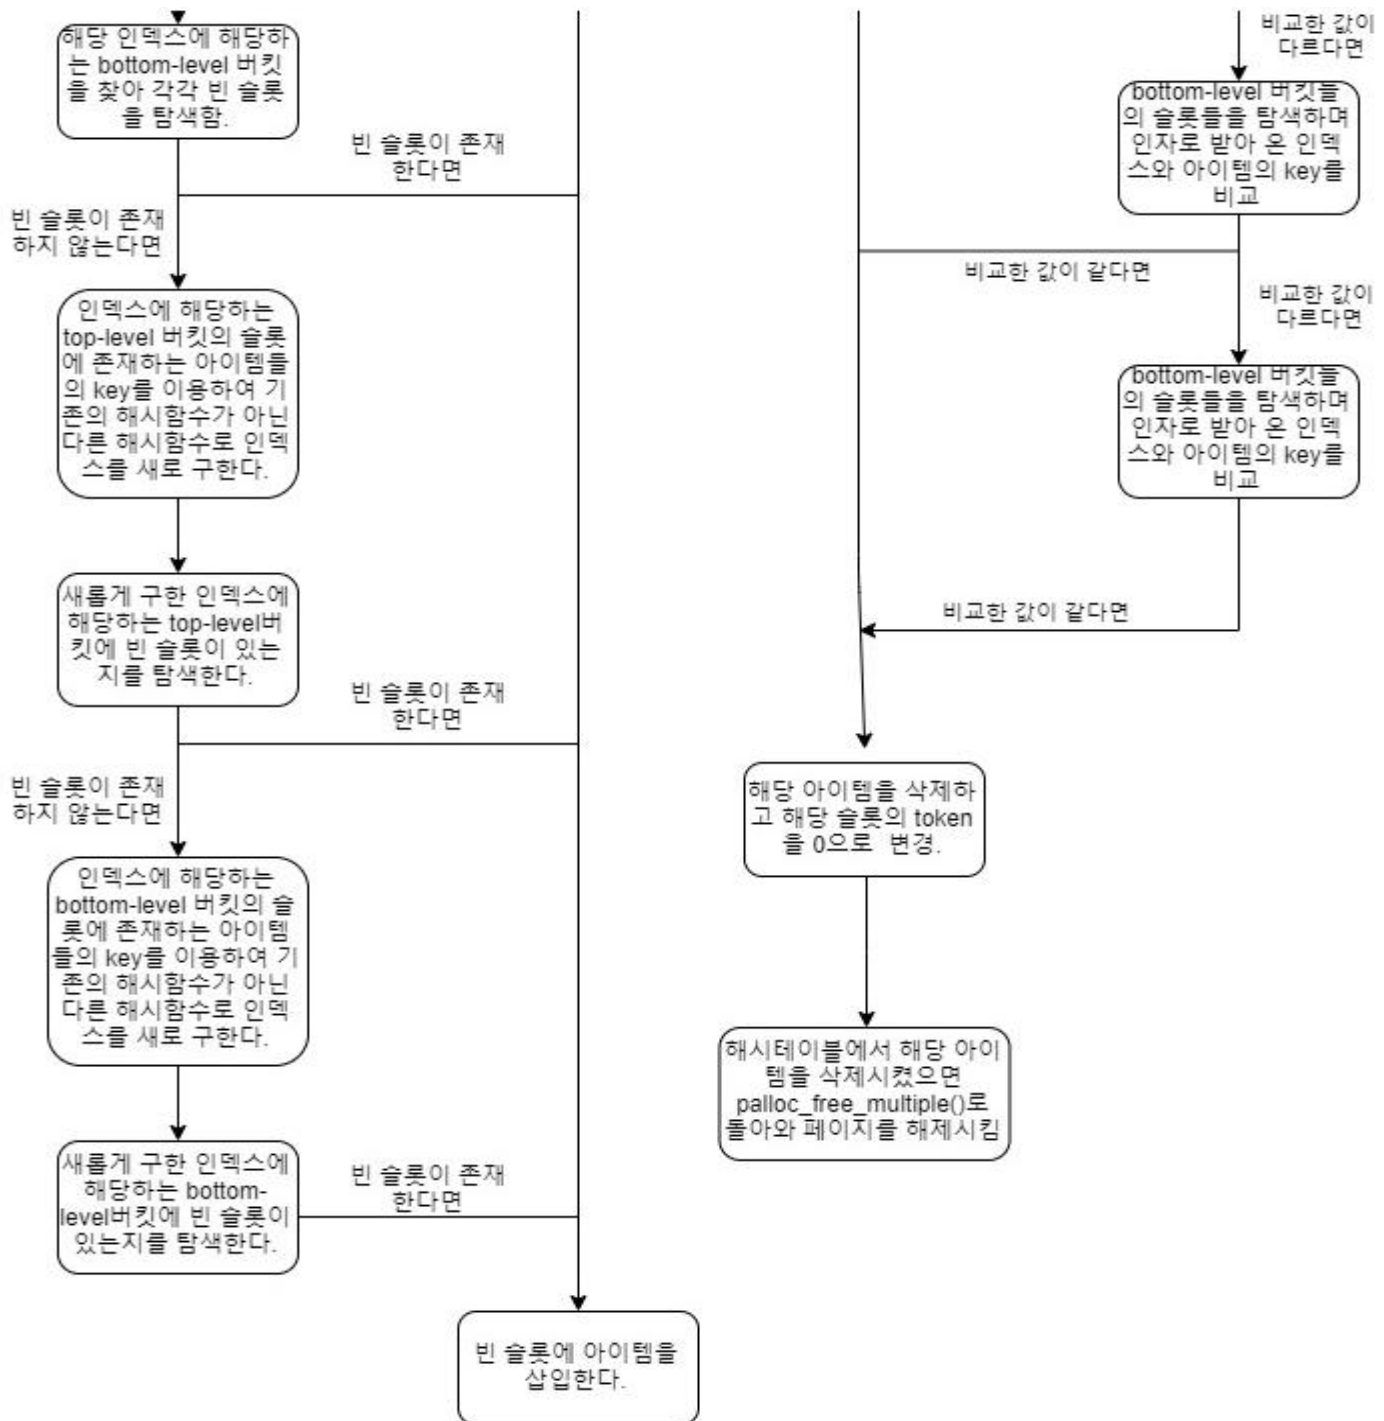 해당 인덱스에 해당하
는 bottom-level 버킷
을 찾아 각각 빈 슬롯
을 탐색함.
빈 슬롯이 존재
한다면
빈 슬롯이 존재
하지 않는다면
인덱스에 해당하는
top-level 버킷의 슬롯
에 존재하는 아이템들
의 key를 이용하여 기
존의 해시함수가 아닌
다른 해시함수로 인덱
스를 새로 구한다.
새롭게 구한 인덱스에
해당하는 top-level버
킷에 빈 슬롯이 있는
지를 탐색한다.
빈 슬롯이 존재
한다면
빈 슬롯이 존재
하지 않는다면
인덱스에 해당하는
bottom-level 버킷의 슬
롯에 존재하는 아이템
들의 key를 이용하여 기
존의 해시함수가 아닌
다른 해시함수로 인덱
스를 새로 구한다.
새롭게 구한 인덱스에
해당하는 bottom-
level버킷에 빈 슬롯이
있는지를 탐색한다.
빈 슬롯이 존재
한다면
빈 슬롯에 아이템을
삽입한다.
비교한 값이
다르다면
bottom-level 버킷들
의 슬롯들을 탐색하며
인자로 받아 온 인덱
스와 아이템의 key를
비교
비교한 값이 같다면
비교한 값이
다르다면
bottom-level 버킷들
의 슬롯들을 탐색하며
인자로 받아 온 인덱
스와 아이템의 key를
비교
비교한 값이 같다면
해당 아이템을 삭제하
고 해당 슬롯의 token
을 0으로 변경.
해시테이블에서 해당 아이
템을 삭제시켰으면
palloc_free_multiple()로
돌아와 페이지를 해제시킴